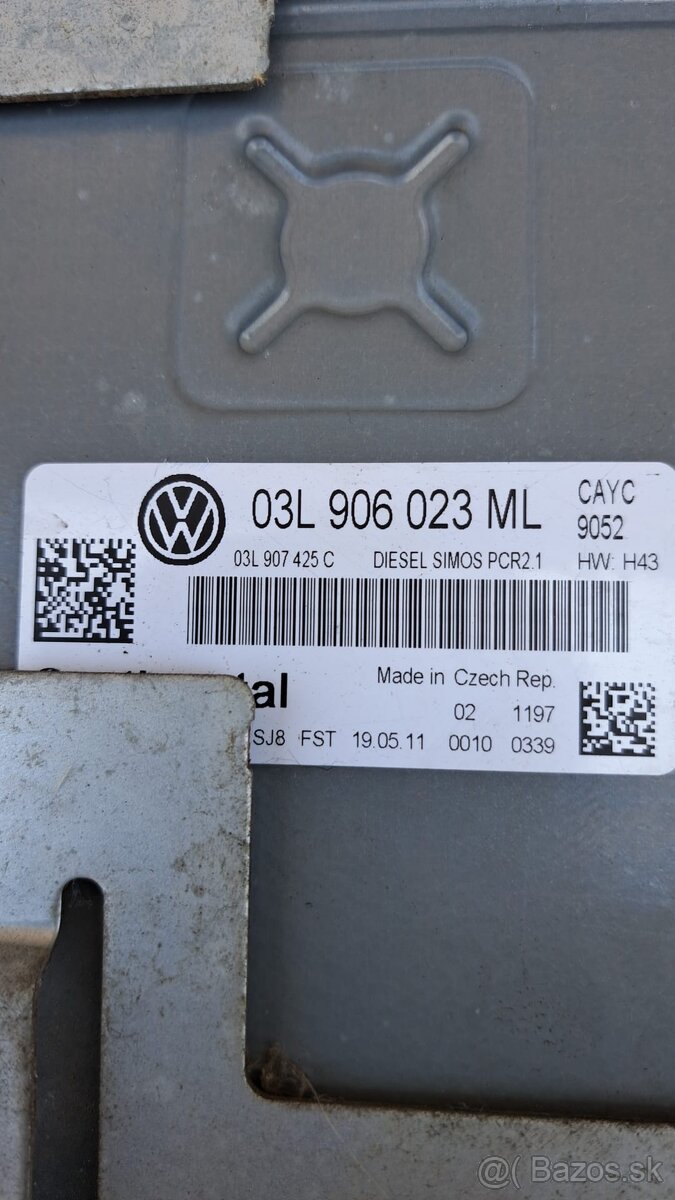 03L 906 023 ML
CAYC
9052
03L 907 425 C DIESEL SIMOS PCR2.1 HW: H43
Made in Czech Rep.
02 1197
SJ8 FST 19.05.11 0010 0339
@( Bazos.sk